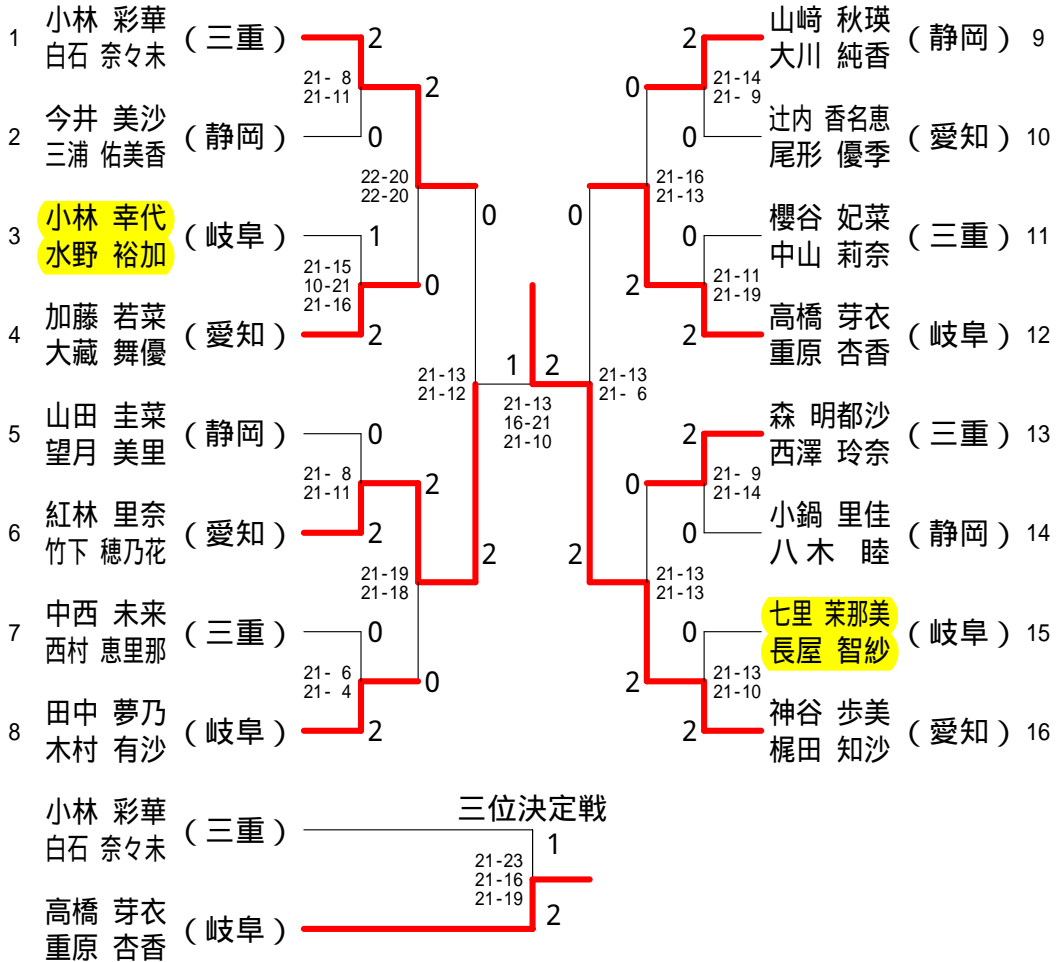 1 小林 彩華 (三重) 2
白石 奈々未
21- 8
21-11
2
2 今井 美沙 (静岡) 0
三浦 佑美香
22-20
22-20
0
3 小林 幸代 (岐阜) 1
水野 裕加
21-15
10-21
21-16
0
4 加藤 若菜 (愛知) 2
大藏 舞優
21-13
21-12
5 山田 圭菜 (静岡) 0
望月 美里
21- 8
21-11
2
6 紅林 里奈 (愛知) 2
竹下 穂乃花
21-19
21-18
2
7 中西 未来 (三重) 0
西村 恵里那
21- 6
21- 4
0
8 田中 夢乃 (岐阜) 2
木村 有沙
1 2
21-13
16-21
21-10
2 山﨑 秋瑛 (静岡) 9
大川 純香
0
21-14
21- 9
0 辻内 香名恵 (愛知) 10
尾形 優季
0
21-16
21-13
0 櫻谷 妃菜 (三重) 11
中山 莉奈
2
21-11
21-19
2 高橋 芽衣 (岐阜) 12
重原 杏香
21-13
21- 6
2 森 明都沙 (三重) 13
西澤 玲奈
0
21- 9
21-14
0 小鍋 里佳 (静岡) 14
八木 睦
2
21-13
21-13
0 七里 茉那美 (岐阜) 15
長屋 智紗
2
21-13
21-10
2 神谷 歩美 (愛知) 16
梶田 知沙
三位決定戦
小林 彩華 (三重) 1
白石 奈々未
21-23
21-16
21-19
高橋 芽衣 (岐阜) 2
重原 杏香